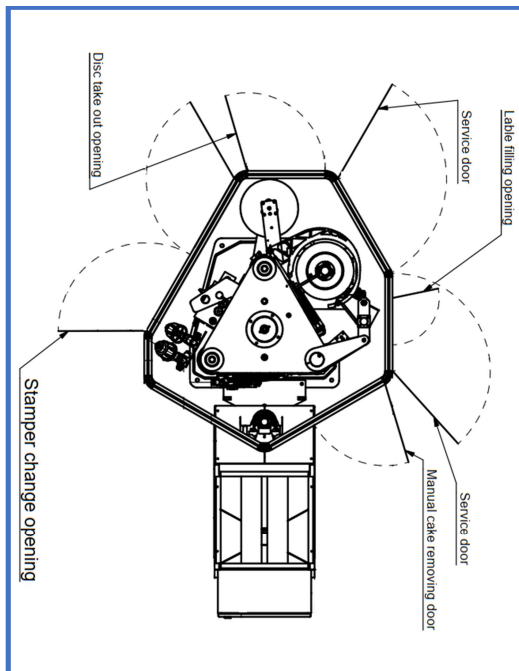 Disc take out opening
Service door
Lable filling opening
Stamper change opening
Manual cake removing door
Service door